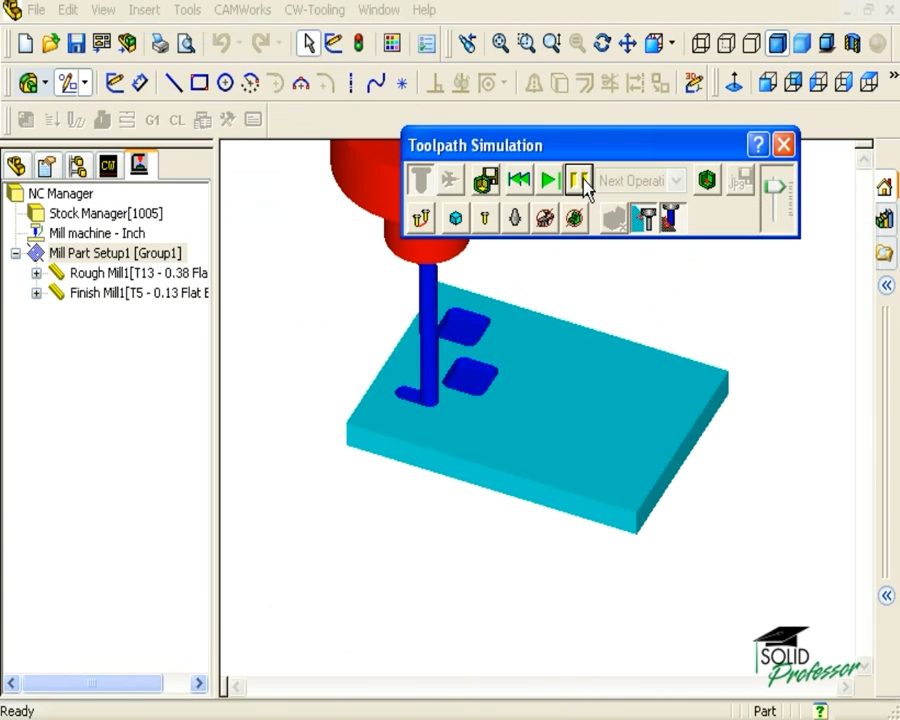 File Edit View Insert Tools CAMWorks CW-Tooling Window Help
G1 CL
CW
Toolpath Simulation
Next Operati
jpg
NC Manager
Stock Manager[1005]
Mill machine - Inch
Mill Part Setup1 [Group1]
Rough Mill1[T13 - 0.38 Fla
Finish Mill1[T5 - 0.13 Flat E
SOLID
Professor
Ready Part